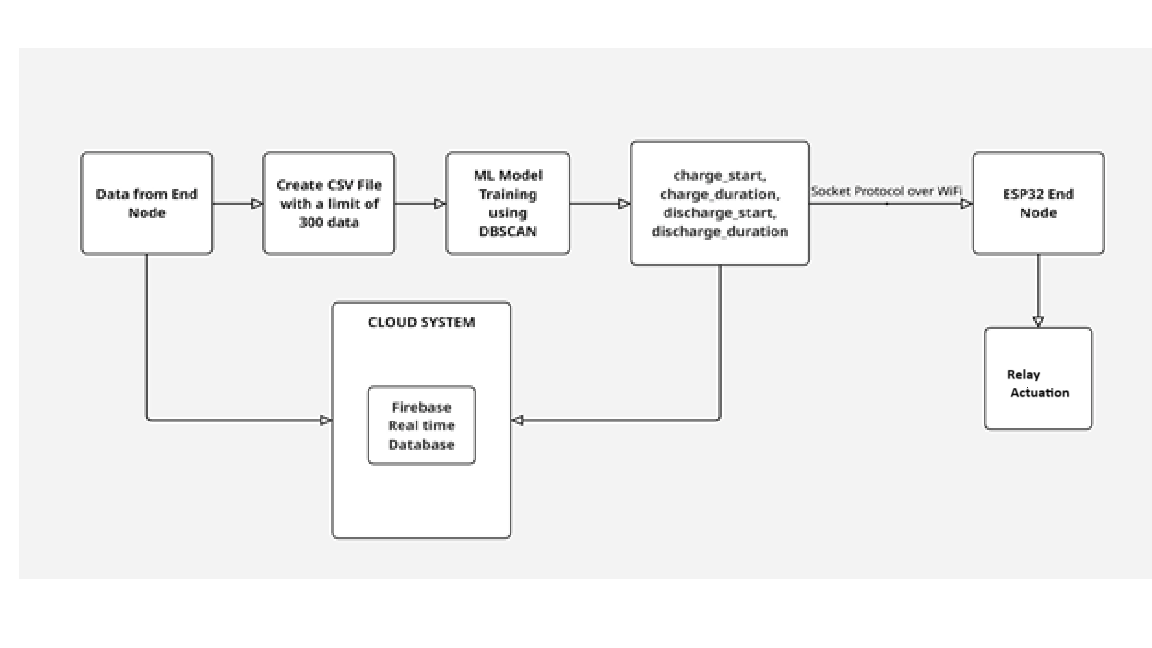 Data from End
Node
Create CSV File
with a limit of
300 data
ML Model
Training
using
DBSCAN
charge_start,
charge_duration,
discharge_start,
discharge_duration
Socket Protocol over WiFi
ESP32 End
Node
CLOUD SYSTEM
Firebase
Real time
Database
Relay
Actuation